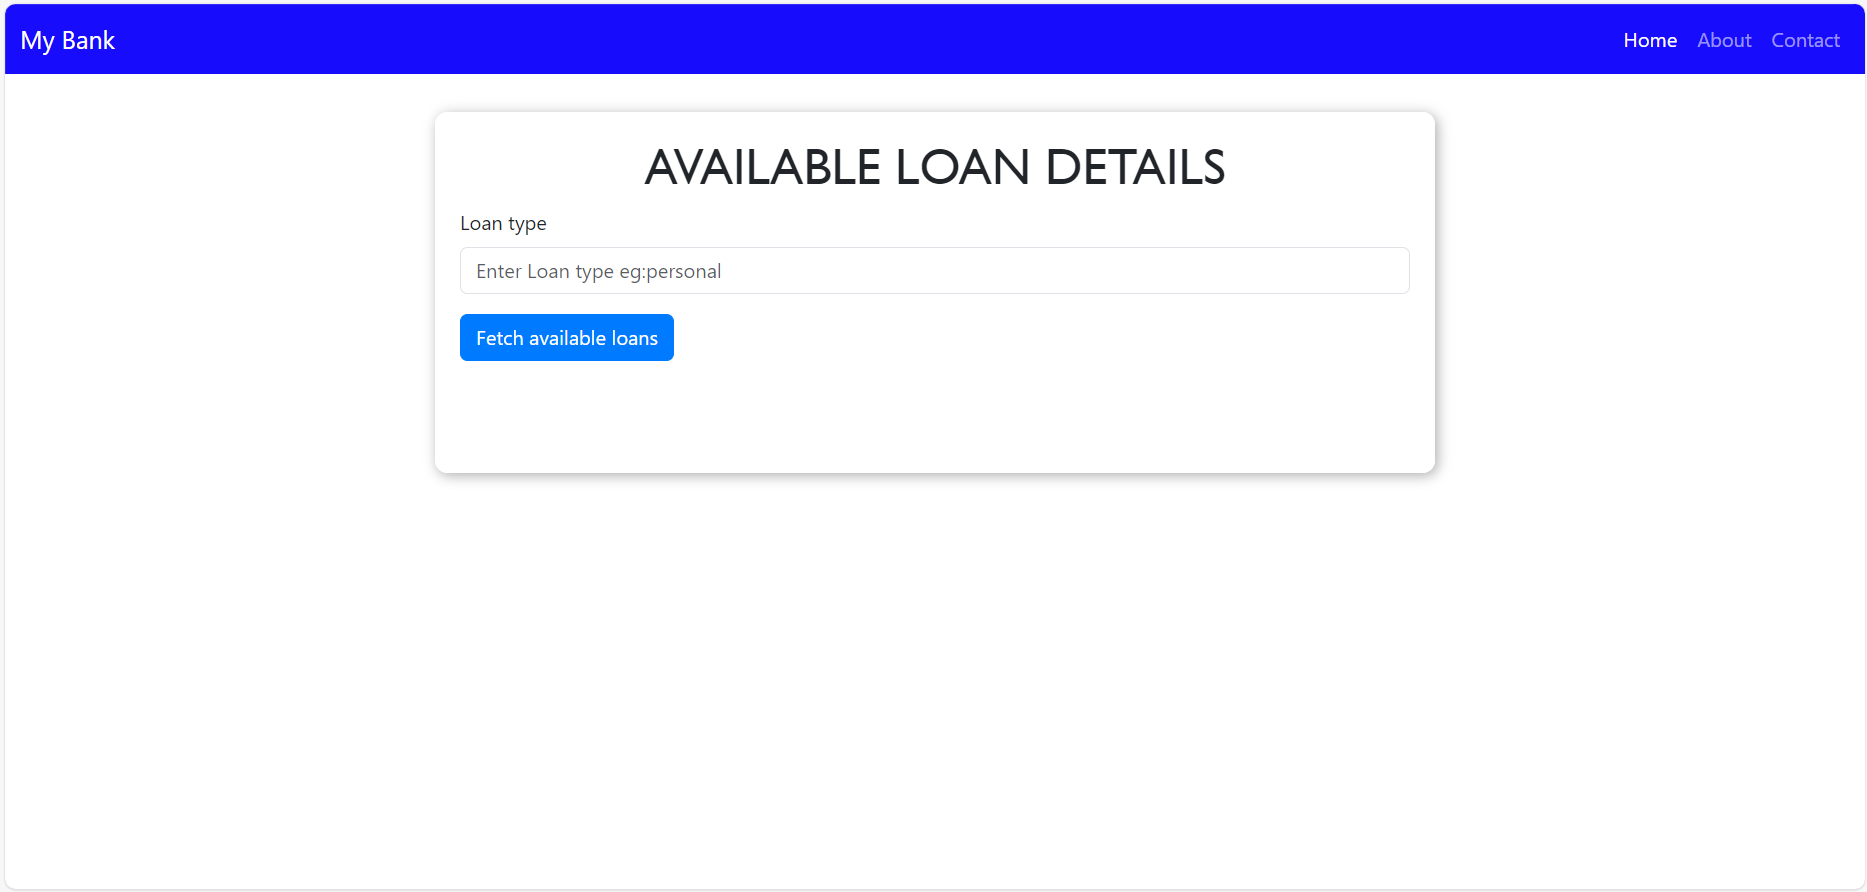 My Bank
Home About Contact
AVAILABLE LOAN DETAILS
Loan type
Enter Loan type eg:personal
Fetch available loans